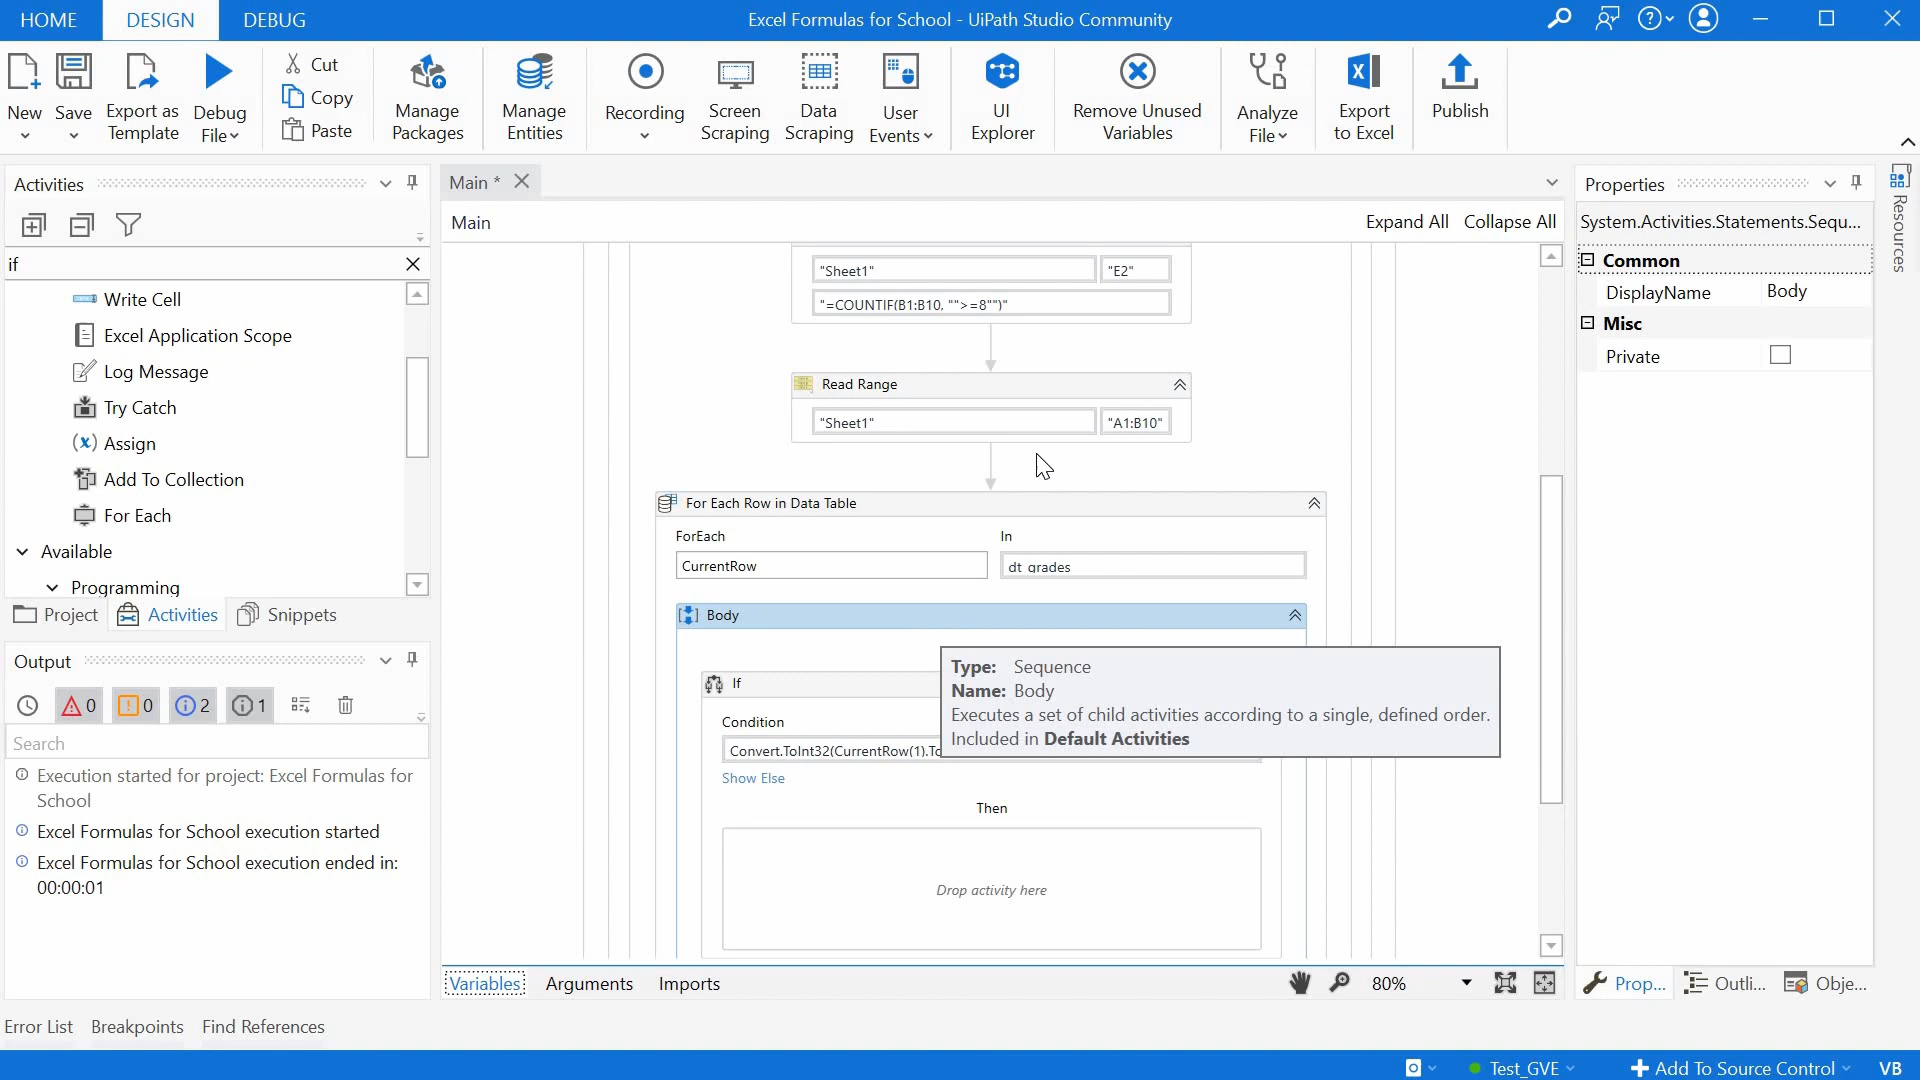 HOME DESIGN DEBUG
Excel Formulas for School - UiPath Studio Community
New
Save
Export as
Template
Debug
File
Cut
Copy
Paste
Manage
Packages
Manage
Entities
Recording
Screen
Scraping
Data
Scraping
User
Events
UI
Explorer
Remove Unused
Variables
Analyze
File
Export
to Excel
Publish
Activities
if
Write Cell
Excel Application Scope
Log Message
Try Catch
Assign
Add To Collection
For Each
Available
Programming
Project Activities Snippets
Output
0 0 2 1
Search
Execution started for project: Excel Formulas for
School
Excel Formulas for School execution started
Excel Formulas for School execution ended in:
00:00:01
Main *
Main
Expand All Collapse All
"Sheet1" "E2"
"=COUNTIF(B1:B10, "">=8"")"
Read Range
"Sheet1" "A1:B10"
For Each Row in Data Table
ForEach In
CurrentRow dt_grades
Body
If
Condition
Convert.ToInt32(CurrentRow(1).To
Show Else
Then
Drop activity here
Type: Sequence
Name: Body
Executes a set of child activities according to a single, defined order.
Included in Default Activities
Variables Arguments Imports
80%
Properties
System.Activities.Statements.Sequ...
Common
DisplayName Body
Misc
Private
Prop... Outli... Obje...
Resources
Error List Breakpoints Find References
Test_GVE
Add To Source Control
VB